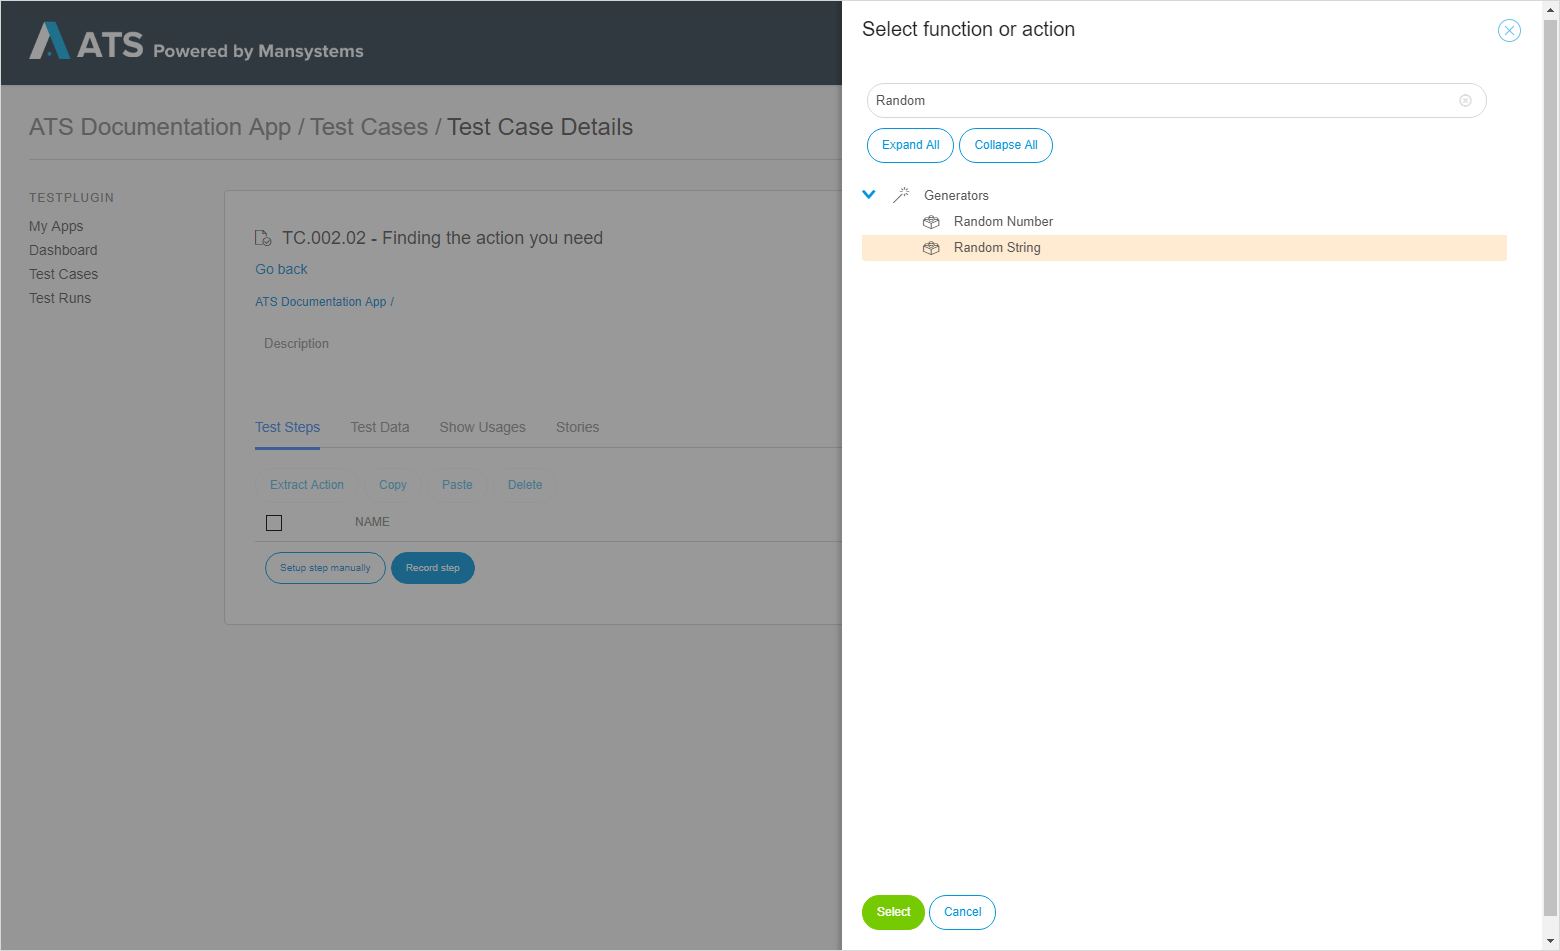 ATS Powered by Mansystems
ATS Documentation App / Test Cases / Test Case Details
TESTPLUGIN
My Apps
Dashboard
Test Cases
Test Runs
TC.002.02 - Finding the action you need
Go back
ATS Documentation App /
Description
Test Steps Test Data Show Usages Stories
Extract Action Copy Paste Delete
NAME
Setup step manually Record step
Select function or action
Random
Expand All Collapse All
Generators
Random Number
Random String
Select Cancel